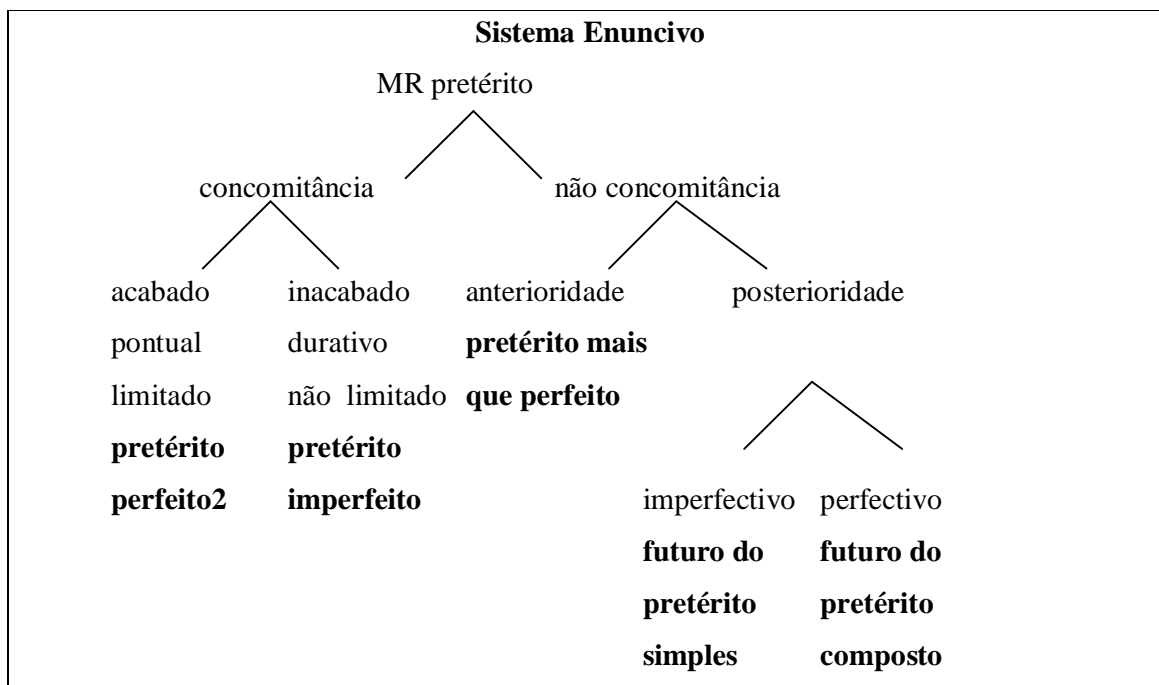 Sistema Enuncivo
MR pretérito
concomitância não concomitância
acabado inacabado anterioridade posterioridade
pontual durativo pretérito mais
limitado não limitado que perfeito
pretérito pretérito
perfeito2 imperfeito imperfectivo perfectivo
futuro do futuro do
pretérito pretérito
simples composto